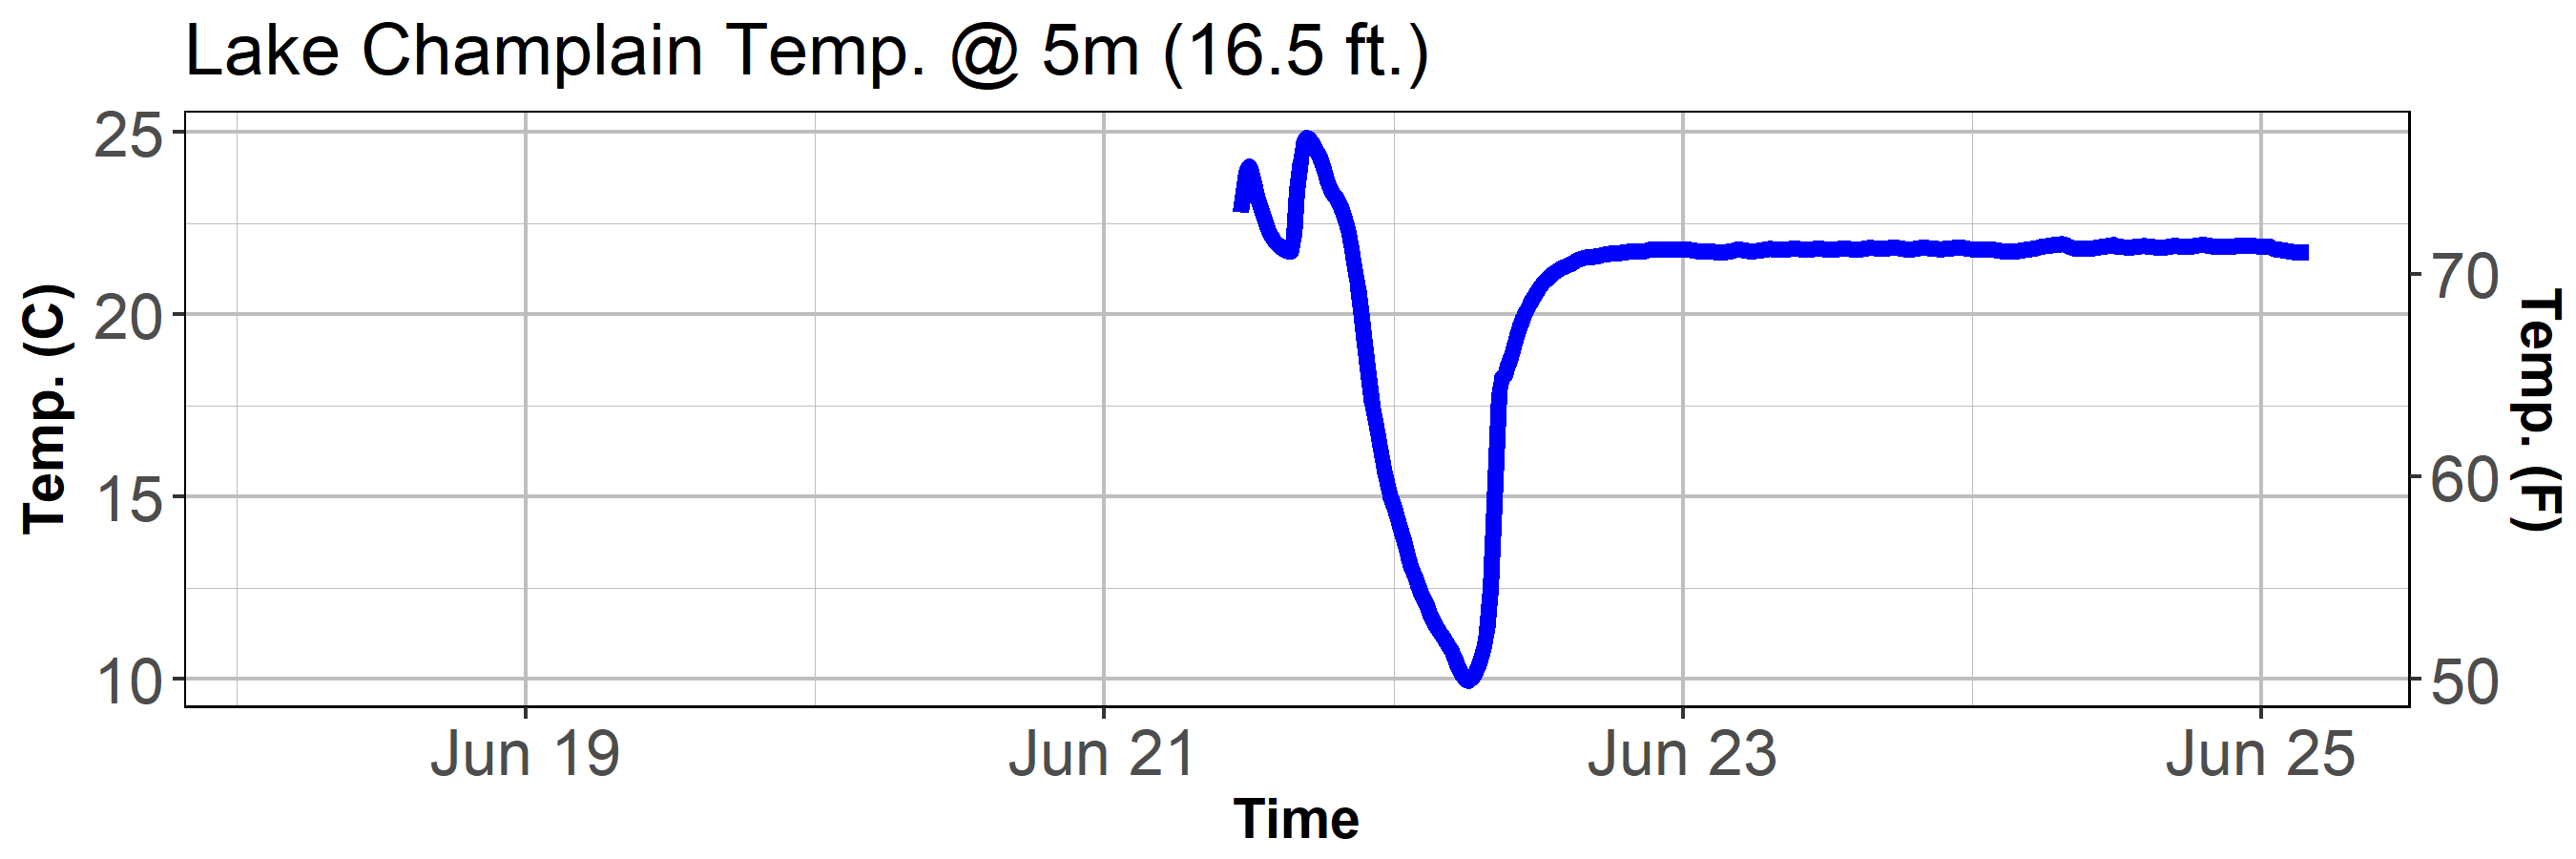 Lake Champlain Temp. @ 5m (16.5 ft.)
25
20
15
10
Temp. (C)
70
60
50
Temp. (F)
Jun 19 Jun 21 Jun 23 Jun 25
Time